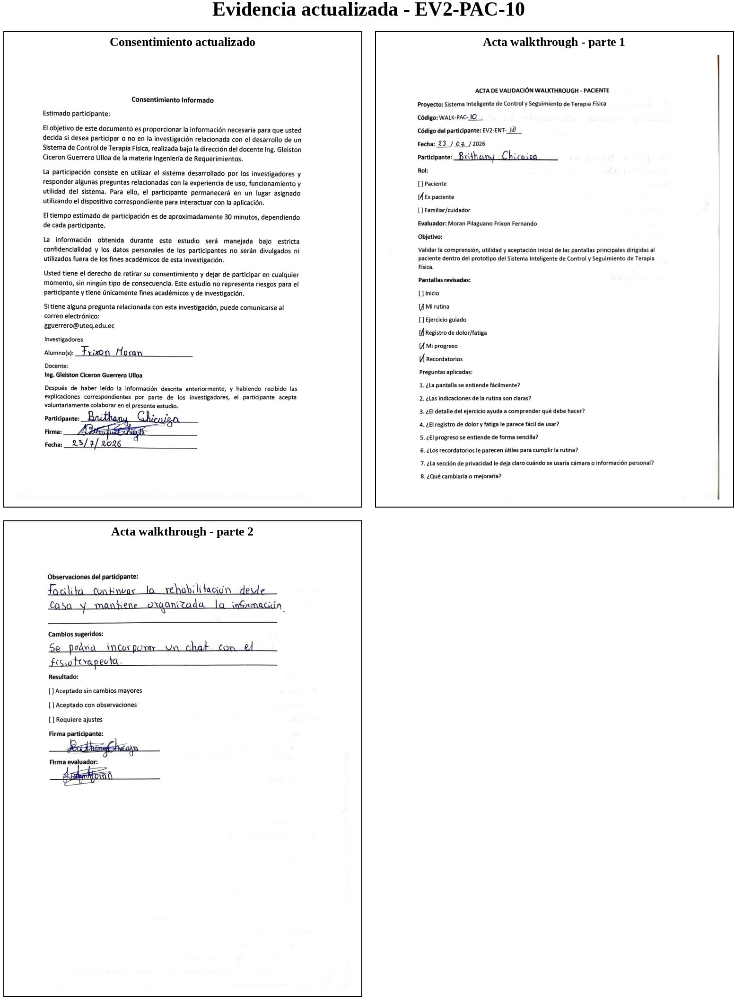 Evidencia actualizada - EV2-PAC-10
Consentimiento actualizado
Consentimiento Informado
Estimado participante:
El objetivo de este documento es proporcionar la información necesaria para que usted
decida si desea participar o no en la investigación relacionada con el desarrollo de un
Sistema de Control de Terapia Física, realizada bajo la dirección del docente Ing. Gleiston
Ciceron Guerrero Ulloa de la materia Ingeniería de Requerimientos.
La participación consiste en utilizar el sistema desarrollado por los investigadores y
responder algunas preguntas relacionadas con la experiencia de uso, funcionamiento y
utilidad del sistema. Para ello, el participante permanecerá en un lugar asignado
utilizando el dispositivo correspondiente para interactuar con la aplicación.
El tiempo estimado de participación es de aproximadamente 30 minutos, dependiendo
de cada participante.
La información obtenida durante este estudio será manejada bajo estricta
confidencialidad y los datos personales de los participantes no serán divulgados ni
utilizados fuera de los fines académicos de esta investigación.
Usted tiene el derecho de retirar su consentimiento y dejar de participar en cualquier
momento, sin ningún tipo de consecuencia. Este estudio no representa riesgos para el
participante y tiene únicamente fines académicos y de investigación.
Si tiene alguna pregunta relacionada con esta investigación, puede comunicarse al
correo electrónico:
gguerrero@uteq.edu.ec
Investigadores
Alumno(s): Frixon Moran
Docente:
Ing. Gleiston Ciceron Guerrero Ulloa
Después de haber leído la información descrita anteriormente, y habiendo recibido las
explicaciones correspondientes por parte de los investigadores, el participante acepta
voluntariamente colaborar en el presente estudio.
Participante: Brithany Chicaiza
Firma:
Fecha: 23/7/2026
Acta walkthrough - parte 1
ACTA DE VALIDACIÓN WALKTHROUGH - PACIENTE
Proyecto: Sistema Inteligente de Control y Seguimiento de Terapia Física
Código: WALK-PAC-10
Código del participante: EV2-ENT-10
Fecha: 23 / 07 / 2026
Participante: Brithany Chicaiza
Rol:
[ ] Paciente
[/] Ex paciente
[ ] Familiar/cuidador
Evaluador: Moran Pilaguano Frixon Fernando
Objetivo:
Validar la comprensión, utilidad y aceptación inicial de las pantallas principales dirigidas al
paciente dentro del prototipo del Sistema Inteligente de Control y Seguimiento de Terapia
Física.
Pantallas revisadas:
[ ] Inicio
[/] Mi rutina
[ ] Ejercicio guiado
[/] Registro de dolor/fatiga
[/] Mi progreso
[/] Recordatorios
Preguntas aplicadas:
1. ¿La pantalla se entiende fácilmente?
2. ¿Las indicaciones de la rutina son claras?
3. ¿El detalle del ejercicio ayuda a comprender qué debe hacer?
4. ¿El registro de dolor y fatiga le parece fácil de usar?
5. ¿El progreso se entiende de forma sencilla?
6. ¿Los recordatorios le parecen útiles para cumplir la rutina?
7. ¿La sección de privacidad le deja claro cuándo se usaría cámara o información personal?
8. ¿Qué cambiaría o mejoraría?
Acta walkthrough - parte 2
Observaciones del participante:
Facilita continuar la rehabilitación desde
casa y mantiene organizada la información.
Cambios sugeridos:
Se podria incorporar un chat con el
fisioterapeuta.
Resultado:
[ ] Aceptado sin cambios mayores
[ ] Aceptado con observaciones
[ ] Requiere ajustes
Firma participante:
Brithany Chicaiza
Firma evaluador: